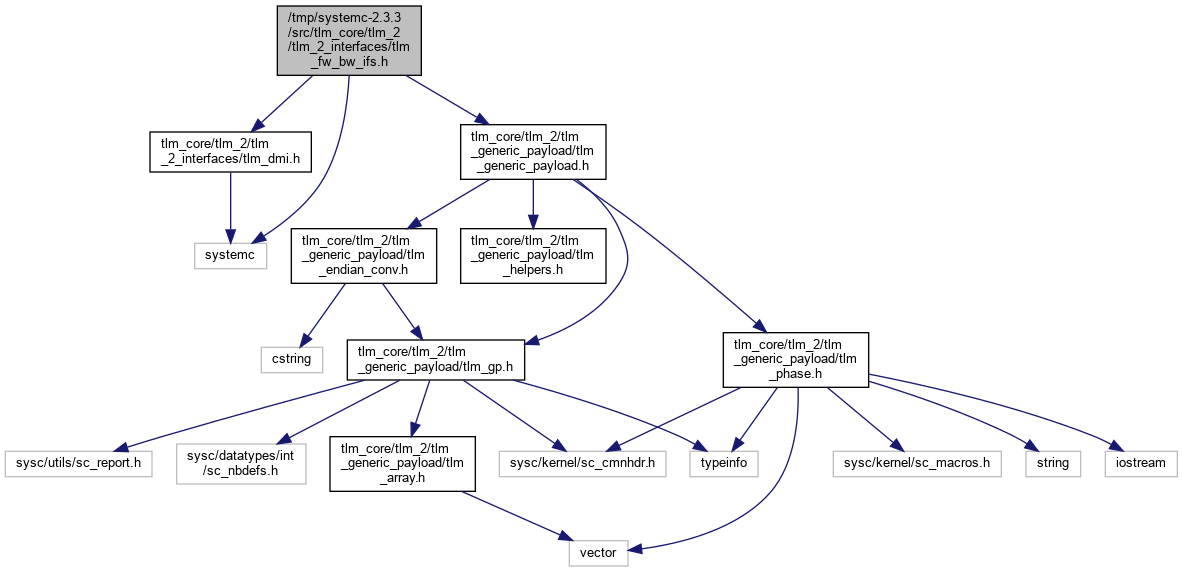 /tmp/systemc-2.3.3
/src/tlm_core/tlm_2
/tlm_2_interfaces/tlm
_fw_bw_ifs.h
tlm_core/tlm_2/tlm
_2_interfaces/tlm_dmi.h
tlm_core/tlm_2/tlm
_generic_payload/tlm
_generic_payload.h
systemc
tlm_core/tlm_2/tlm
_generic_payload/tlm
_endian_conv.h
tlm_core/tlm_2/tlm
_generic_payload/tlm
_helpers.h
cstring
tlm_core/tlm_2/tlm
_generic_payload/tlm_gp.h
tlm_core/tlm_2/tlm
_generic_payload/tlm
_phase.h
sysc/utils/sc_report.h
sysc/datatypes/int
/sc_nbdefs.h
tlm_core/tlm_2/tlm
_generic_payload/tlm
_array.h
sysc/kernel/sc_cmnhdr.h
typeinfo
sysc/kernel/sc_macros.h
string
iostream
vector